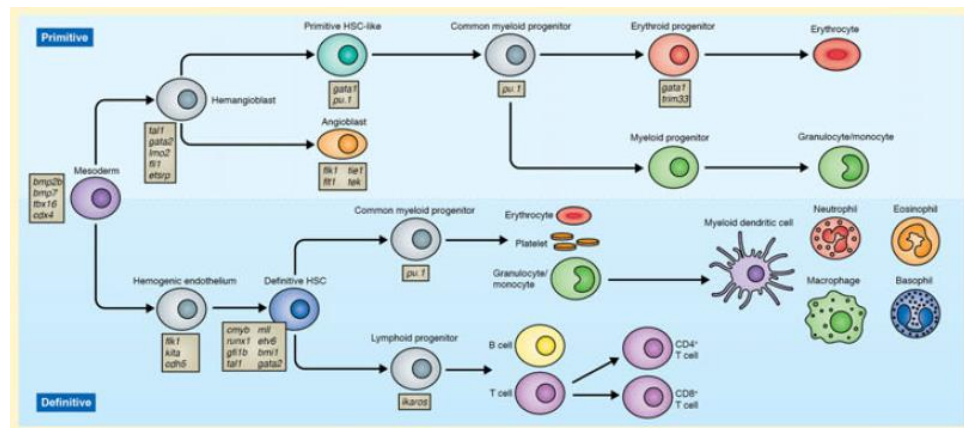 Primitive
Primitive HSC-like
Common myeloid progenitor
Erythroid progenitor
Erythrocyte
gata1
pu.1
pu.1
gata1
trim33
Hemangioblast
tal1
gata2
lmo2
fli1
etsrp
Angioblast
flk1 tie1
flt1 tek
Myeloid progenitor
Granulocyte/monocyte
Mesoderm
bmp2b
bmp7
tbx16
cdx4
Common myeloid progenitor
pu.1
Erythrocyte
Platelet
Granulocyte/
monocyte
Myeloid dendritic cell
Neutrophil
Eosinophil
Macrophage
Basophil
Hemogenic endothelium
flk1
kita
cdh5
Definitive HSC
cmyb mll
runx1 etv6
gfi1b bmi1
tal1 gata2
Lymphoid progenitor
ikaros
B cell
T cell
CD4+
T cell
CD8+
T cell
Definitive